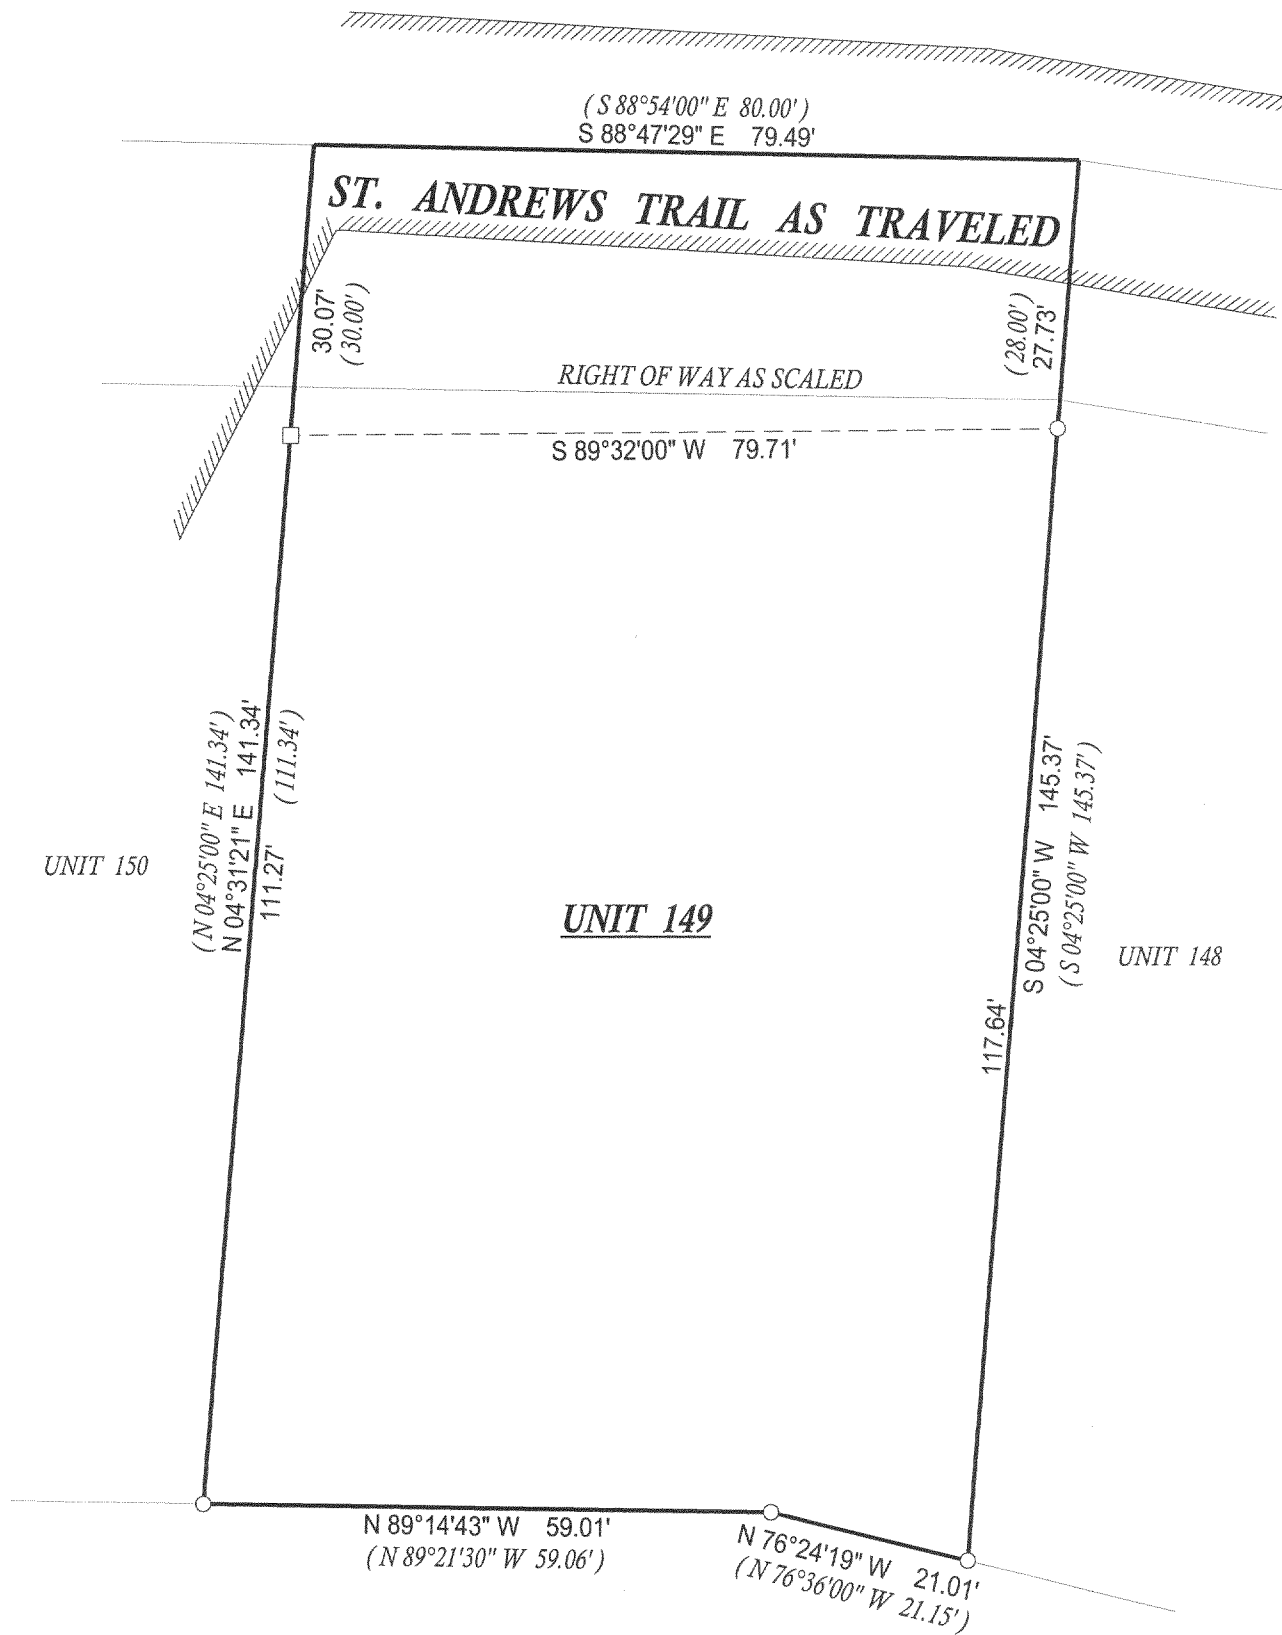 ( S 88°54'00" E 80.00' )
S 88°47'29" E 79.49'
ST. ANDREWS TRAIL AS TRAVELED
30.07'
( 30.00' )
(28.00' )
27.73'
RIGHT OF WAY AS SCALED
S 89°32'00" W 79.71'
( N 04°25'00" E 141.34' )
N 04°31'21" E 141.34'
111.27'
( 111.34' )
S 04°25'00" W 145.37'
( S 04°25'00" W 145.37' )
117.64'
UNIT 150
UNIT 149
UNIT 148
N 89°14'43" W 59.01'
( N 89°21'30" W 59.06' )
N 76°24'19" W 21.01'
( N 76°36'00" W 21.15' )